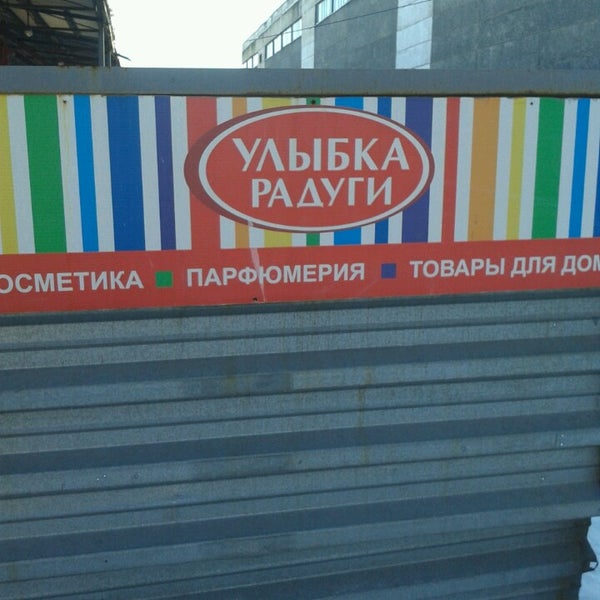 УЛЫБКА
РАДУГИ
ОСМЕТИКА ▪ ПАРФЮМЕРИЯ ▪ ТОВАРЫ ДЛЯ ДОМ